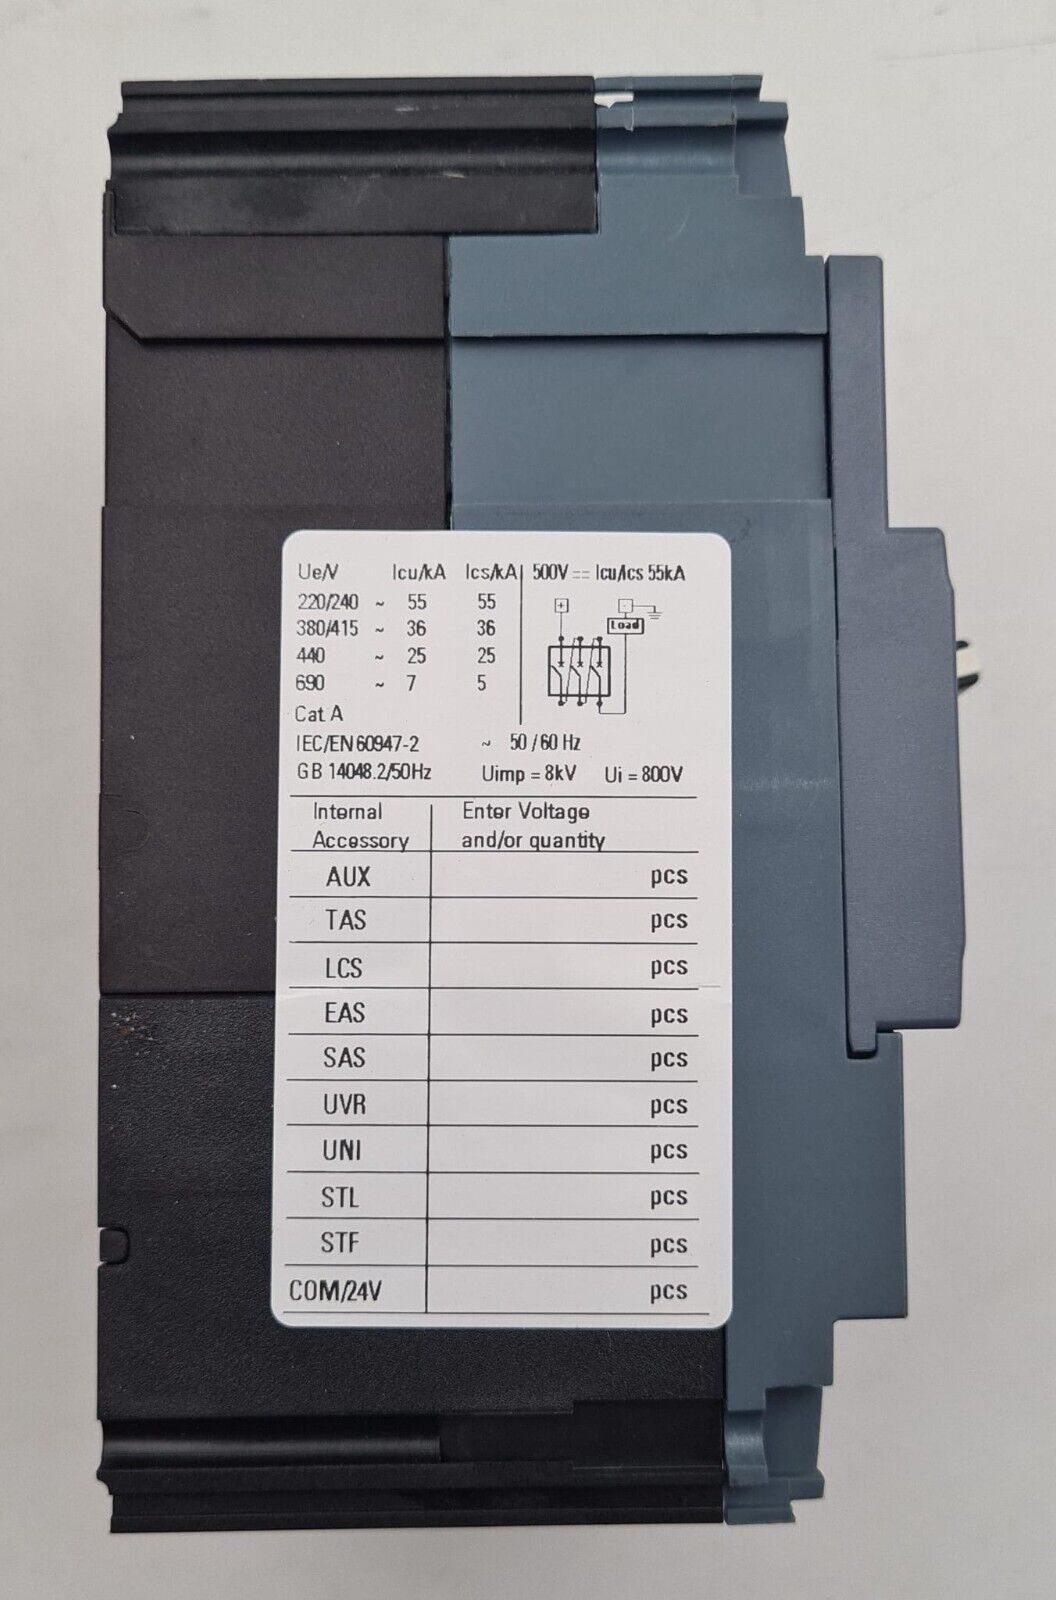 Ue/V Icu/kA Ics/kA 500V ⎓ Icu/Ics 55kA
220/240 ~ 55 55
380/415 ~ 36 36
440 ~ 25 25
690 ~ 7 5
+ -
Load
Cat A
IEC/EN 60947-2 ~ 50/60 Hz
GB 14048.2/50Hz Uimp = 8kV Ui = 800V
Internal Enter Voltage
Accessory and/or quantity
AUX pcs
TAS pcs
LCS pcs
EAS pcs
SAS pcs
UVR pcs
UNI pcs
STL pcs
STF pcs
COM/24V pcs